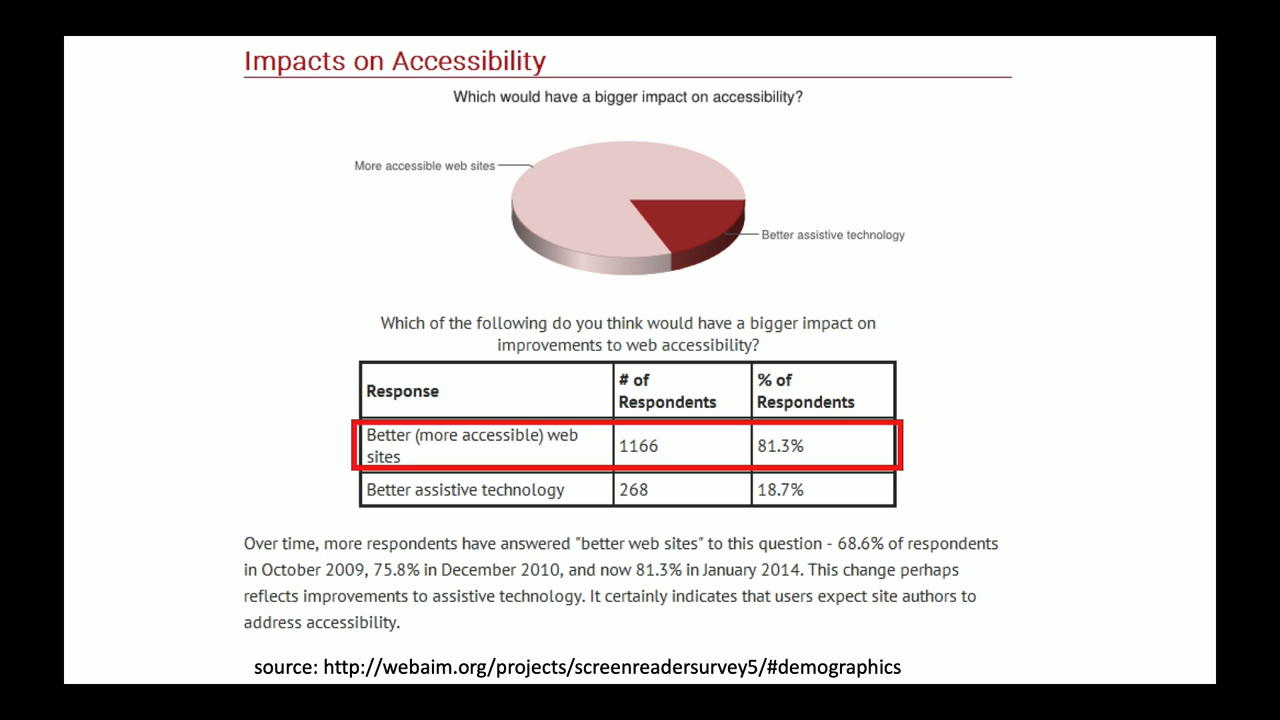 Impacts on Accessibility
Which would have a bigger impact on accessibility?
More accessible web sites
Better assistive technology
Which of the following do you think would have a bigger impact on
improvements to web accessibility?
Response
# of
Respondents
% of
Respondents
Better (more accessible) web
sites
1166
81.3%
Better assistive technology
268
18.7%
Over time, more respondents have answered "better web sites" to this question - 68.6% of respondents
in October 2009, 75.8% in December 2010, and now 81.3% in January 2014. This change perhaps
reflects improvements to assistive technology. It certainly indicates that users expect site authors to
address accessibility.
source: http://webaim.org/projects/screenreadersurvey5/#demographics